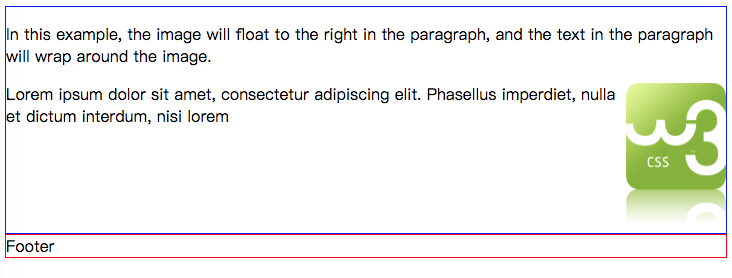 In this example, the image will float to the right in the paragraph, and the text in the paragraph
will wrap around the image.
Lorem ipsum dolor sit amet, consectetur adipiscing elit. Phasellus imperdiet, nulla
et dictum interdum, nisi lorem
w3
CSS
Footer